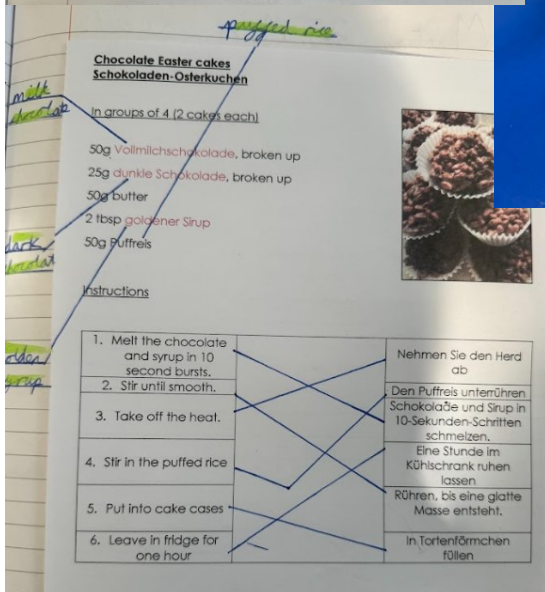 puffed rice
Chocolate Easter cakes
Schokoladen-Osterkuchen
milk
chocolat
In groups of 4 (2 cakes each)
50g Vollmilchschokolade, broken up
25g dunkle Schokolade, broken up
50g butter
2 tbsp goldener Sirup
dark
hocolat
50g Puffreis
Instructions
olden
yrup
1. Melt the chocolate
and syrup in 10
second bursts.
2. Stir until smooth.
3. Take off the heat.
4. Stir in the puffed rice
5. Put into cake cases
6. Leave in fridge for
one hour
Nehmen Sie den Herd
ab
Den Puffreis unterrühren
Schokolade und Sirup in
10-Sekunden-Schritten
schmelzen.
Eine Stunde im
Kühlschrank ruhen
lassen
Rühren, bis eine glatte
Masse entsteht.
In Tortenförmchen
füllen